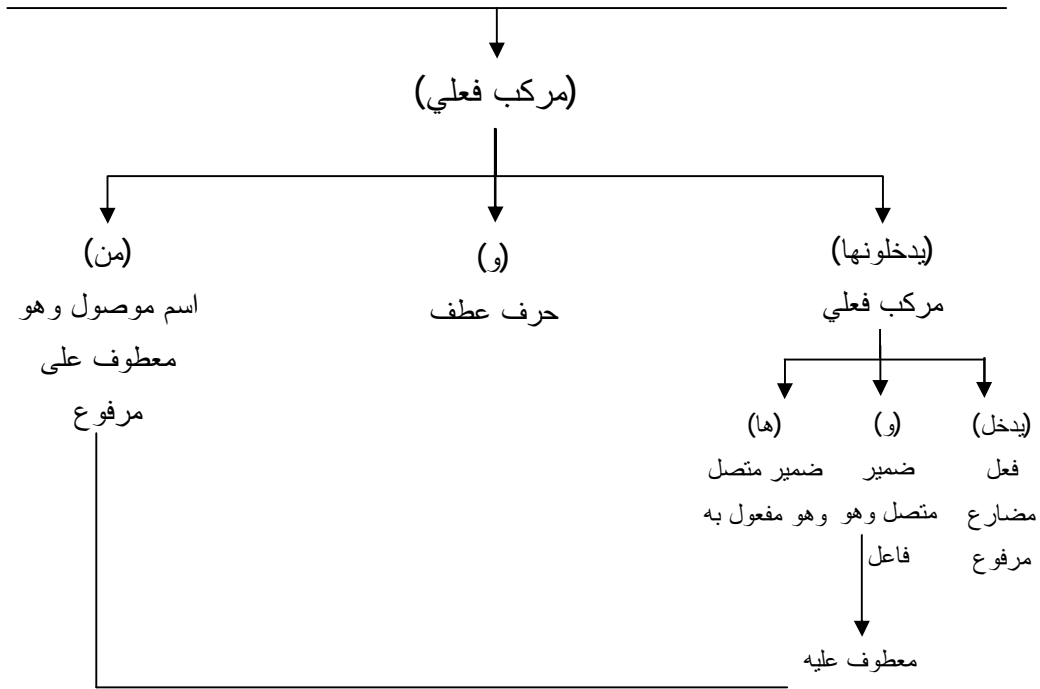 (مركب فعلي)
(يدخلونها)
مركب فعلي
(و)
حرف عطف
(من)
اسم موصول وهو
معطوف على
مرفوع
(يدخل)
فعل
مضارع
مرفوع
(و)
ضمير
متصل وهو
فاعل
(ها)
ضمير متصل
وهو مفعول به
معطوف عليه